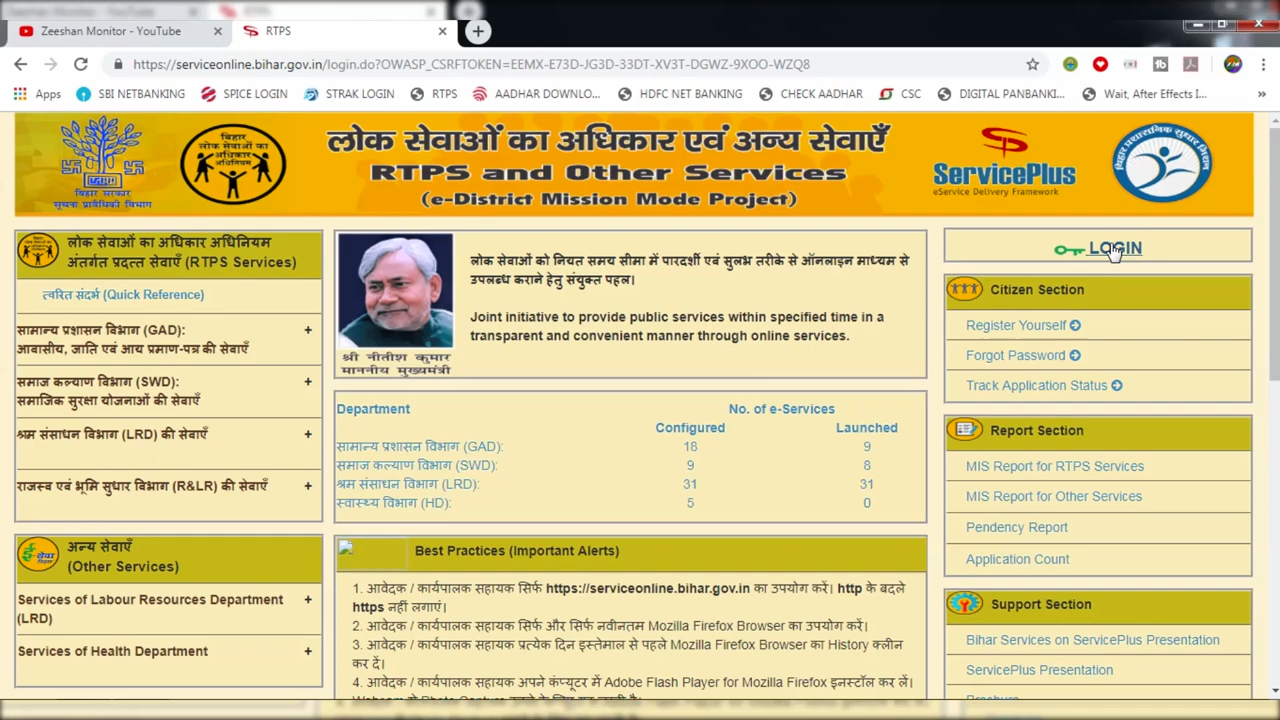 Zeeshan Monitor - YouTube
RTPS
https://serviceonline.bihar.gov.in/login.do?OWASP_CSRFTOKEN=EEMX-E73D-JG3D-33DT-XV3T-DGWZ-9XOO-WZQ8
Apps SBI NETBANKING SPICE LOGIN STRAK LOGIN RTPS AADHAR DOWNLO... HDFC NET BANKING CHECK AADHAR CSC DIGITAL PANBANKI... Wait, After Effects I...
बिहार सरकार
सूचना प्रावैधिकी विभाग
बिहार
लोक सेवाओं का
अधिकार
अधिनियम
लोक सेवाओं का अधिकार एवं अन्य सेवाएँ
RTPS and Other Services
(e-District Mission Mode Project)
ServicePlus
eService Delivery Framework
बिहार प्रशासनिक सुधार मिशन
लोक सेवाओं का अधिकार अधिनियम
अंतर्गत प्रदत्त सेवाएँ (RTPS Services)
त्वरित संदर्भ (Quick Reference)
सामान्य प्रशासन विभाग (GAD): +
आवासीय, जाति एवं आय प्रमाण-पत्र की सेवाएँ
समाज कल्याण विभाग (SWD): +
समाजिक सुरक्षा योजनाओं की सेवाएँ
श्रम संसाधन विभाग (LRD) की सेवाएँ +
राजस्व एवं भूमि सुधार विभाग (R&LR) की सेवाएँ +
अन्य सेवाएँ
(Other Services)
Services of Labour Resources Department +
(LRD)
Services of Health Department +
श्री नीतीश कुमार
माननीय मुख्यमंत्री
लोक सेवाओं को नियत समय सीमा में पारदर्शी एवं सुलभ तरीके से ऑनलाइन माध्यम से
उपलब्ध कराने हेतु संयुक्त पहल।
Joint initiative to provide public services within specified time in a
transparent and convenient manner through online services.
Department No. of e-Services
Configured Launched
सामान्य प्रशासन विभाग (GAD): 18 9
समाज कल्याण विभाग (SWD): 9 8
श्रम संसाधन विभाग (LRD): 31 31
स्वास्थ्य विभाग (HD): 5 0
Best Practices (Important Alerts)
1. आवेदक / कार्यपालक सहायक सिर्फ https://serviceonline.bihar.gov.in का उपयोग करें। http के बदले
https नहीं लगाएं।
2. आवेदक / कार्यपालक सहायक सिर्फ और सिर्फ नवीनतम Mozilla Firefox Browser का उपयोग करें।
3. आवेदक / कार्यपालक सहायक प्रत्येक दिन इस्तेमाल से पहले Mozilla Firefox Browser का History क्लीन
कर दें।
4. आवेदक / कार्यपालक सहायक अपने कंप्यूटर में Adobe Flash Player for Mozilla Firefox इनस्टॉल कर लें।
LOGIN
Citizen Section
Register Yourself
Forgot Password
Track Application Status
Report Section
MIS Report for RTPS Services
MIS Report for Other Services
Pendency Report
Application Count
Support Section
Bihar Services on ServicePlus Presentation
ServicePlus Presentation